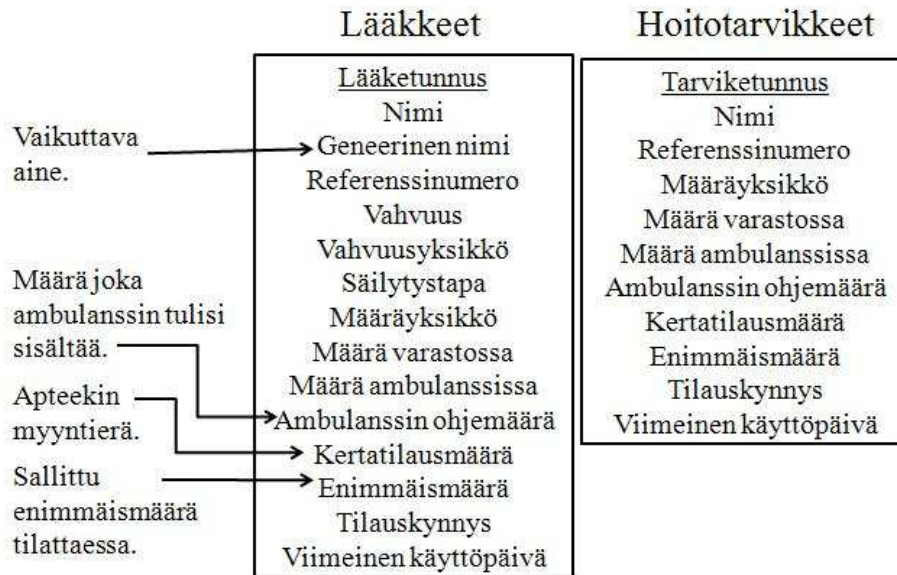 Lääkkeet
Lääketunnus
Nimi
Geneerinen nimi
Referenssinumero
Vahvuus
Vahvuusyksikkö
Säilytystapa
Määräyksikkö
Määrä varastossa
Määrä ambulanssissa
Ambulanssin ohjemäärä
Kertatilausmäärä
Enimmäismäärä
Tilauskynnys
Viimeinen käyttöpäivä
Vaikuttava
aine.
Määrä joka
ambulanssin tulisi
sisältää.
Apteekin
myyntierä.
Sallittu
enimmäismäärä
tilattaessa.
Hoitotarvikkeet
Tarviketunnus
Nimi
Referenssinumero
Määräyksikkö
Määrä varastossa
Määrä ambulanssissa
Ambulanssin ohjemäärä
Kertatilausmäärä
Enimmäismäärä
Tilauskynnys
Viimeinen käyttöpäivä